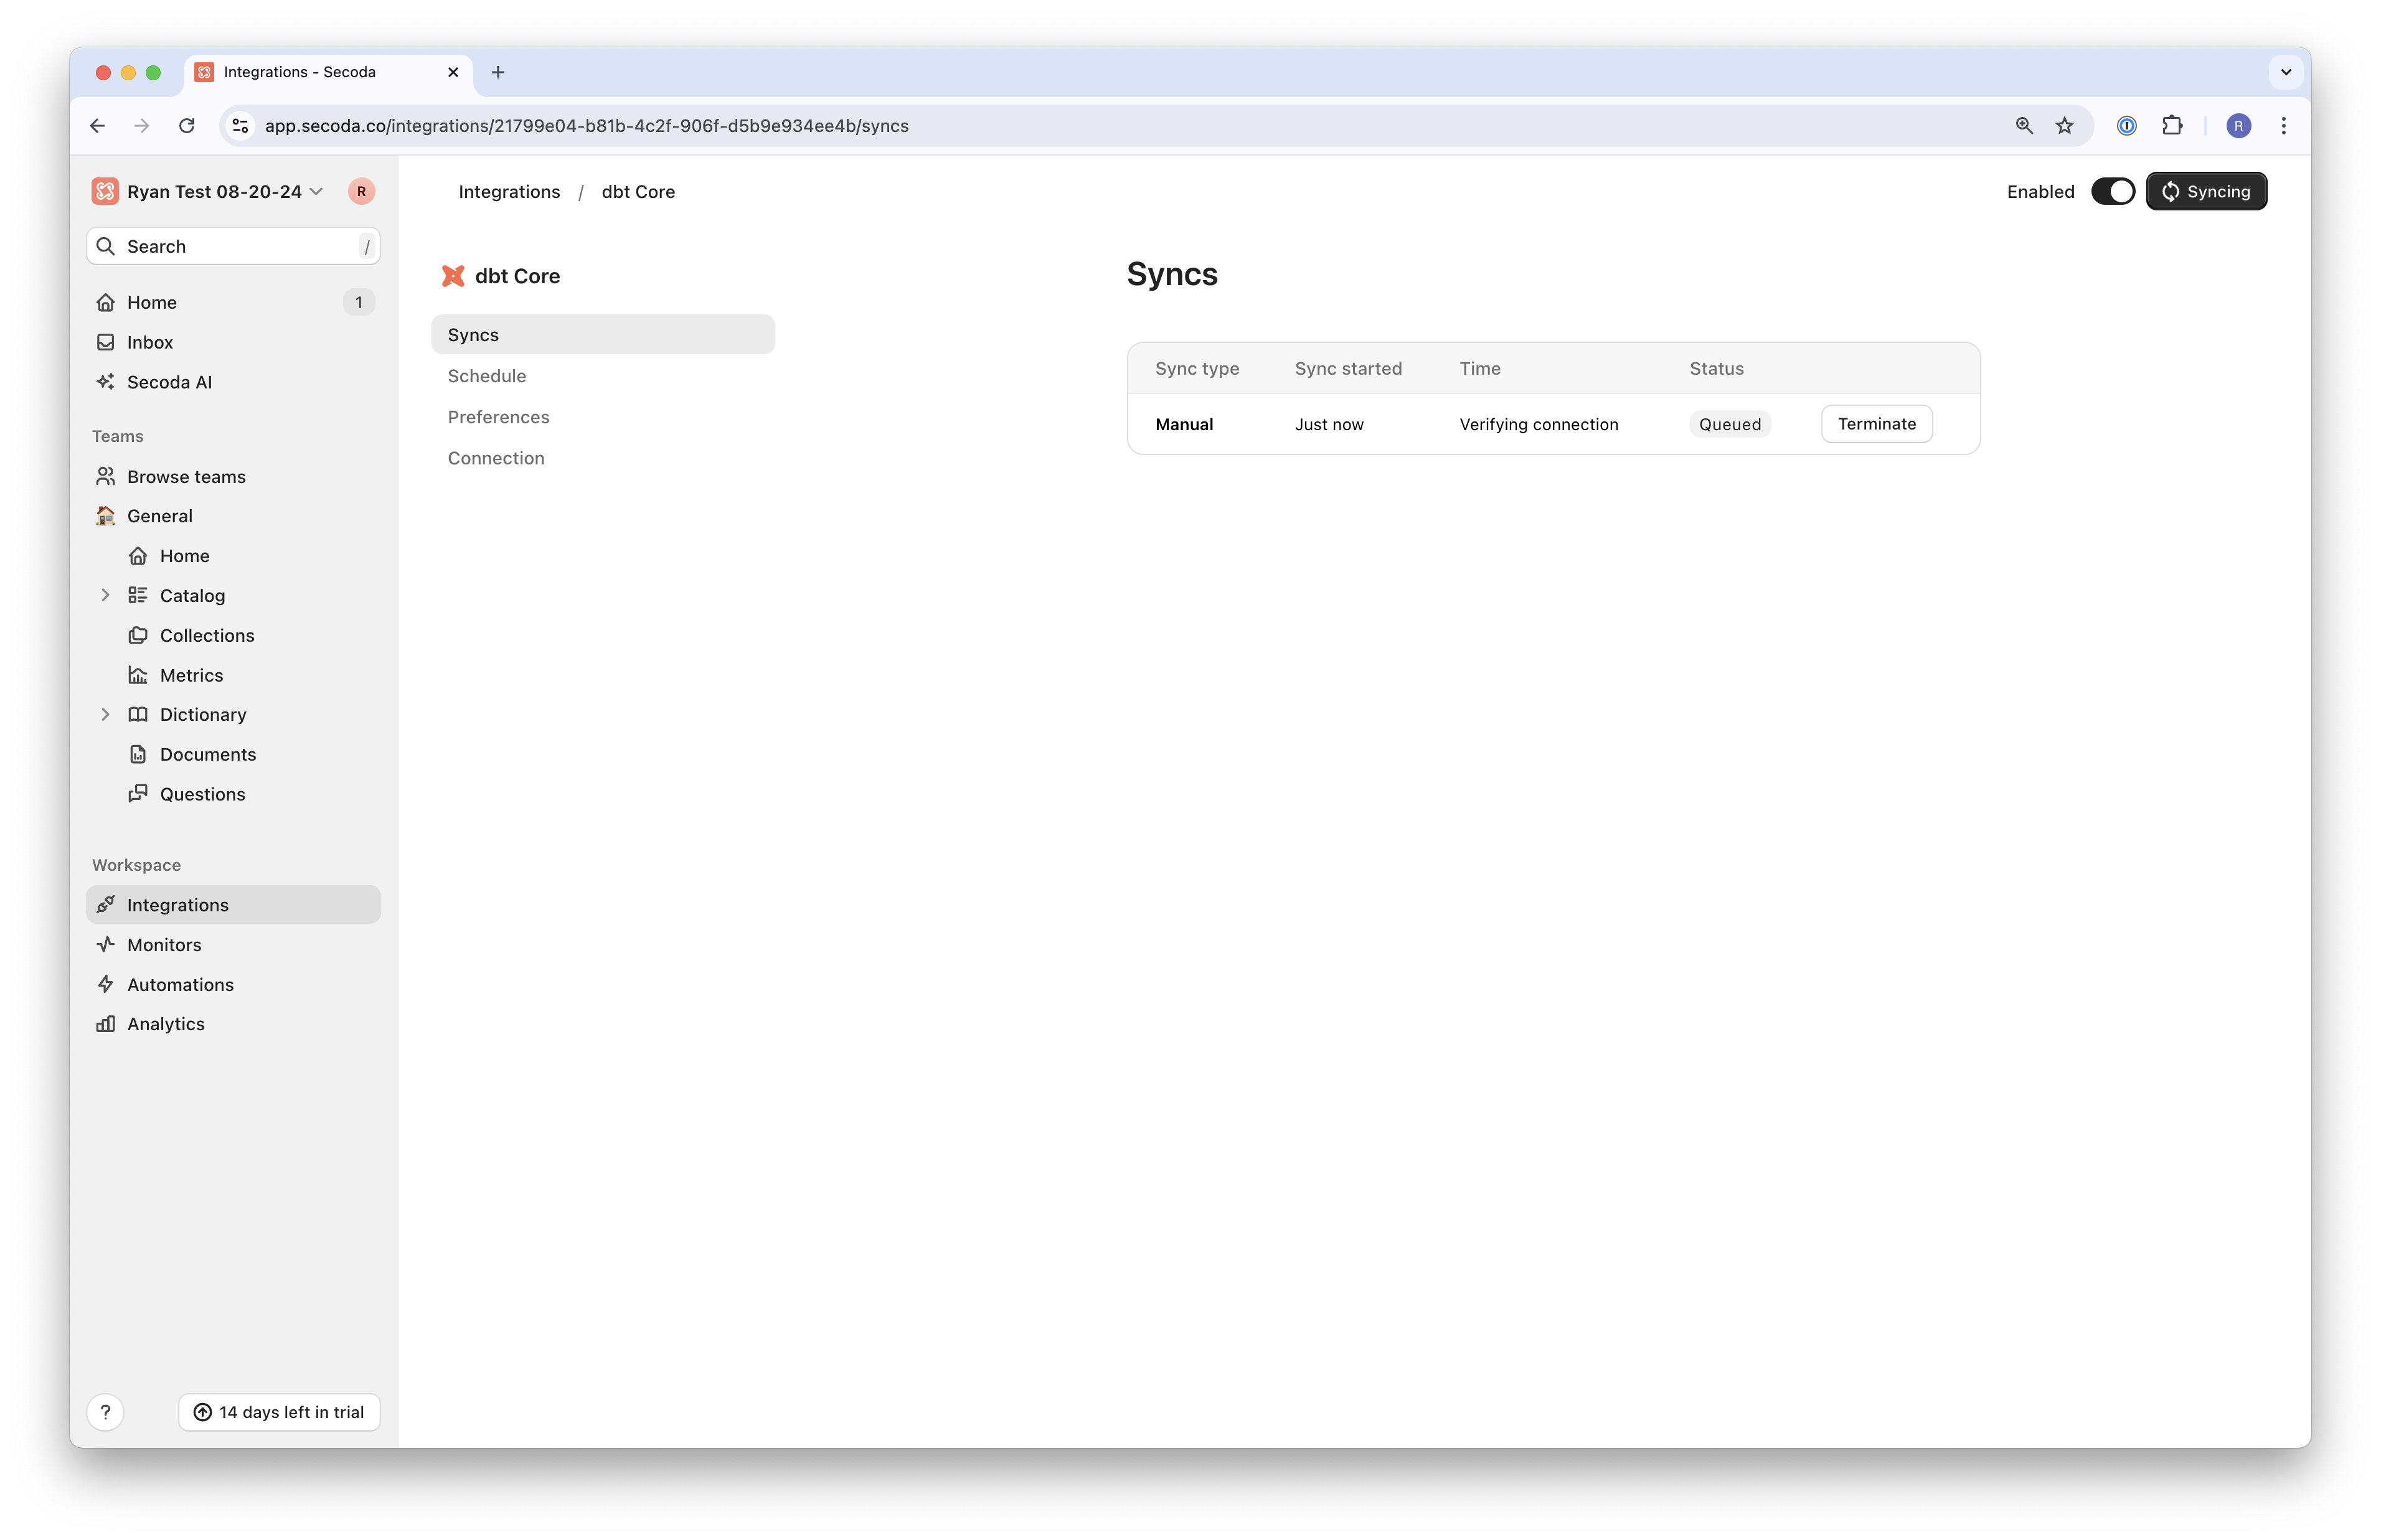 Integrations - Secoda
app.secoda.co/integrations/21799e04-b81b-4c2f-906f-d5b9e934ee4b/syncs
R
Ryan Test 08-20-24
R
Search
/
Home
1
Inbox
Secoda AI
Teams
Browse teams
General
Home
Catalog
Collections
Metrics
Dictionary
Documents
Questions
Workspace
Integrations
Monitors
Automations
Analytics
?
14 days left in trial
Integrations / dbt Core
Enabled
Syncing
dbt Core
Syncs
Schedule
Preferences
Connection
Syncs
Sync type Sync started Time Status
Manual Just now Verifying connection Queued Terminate